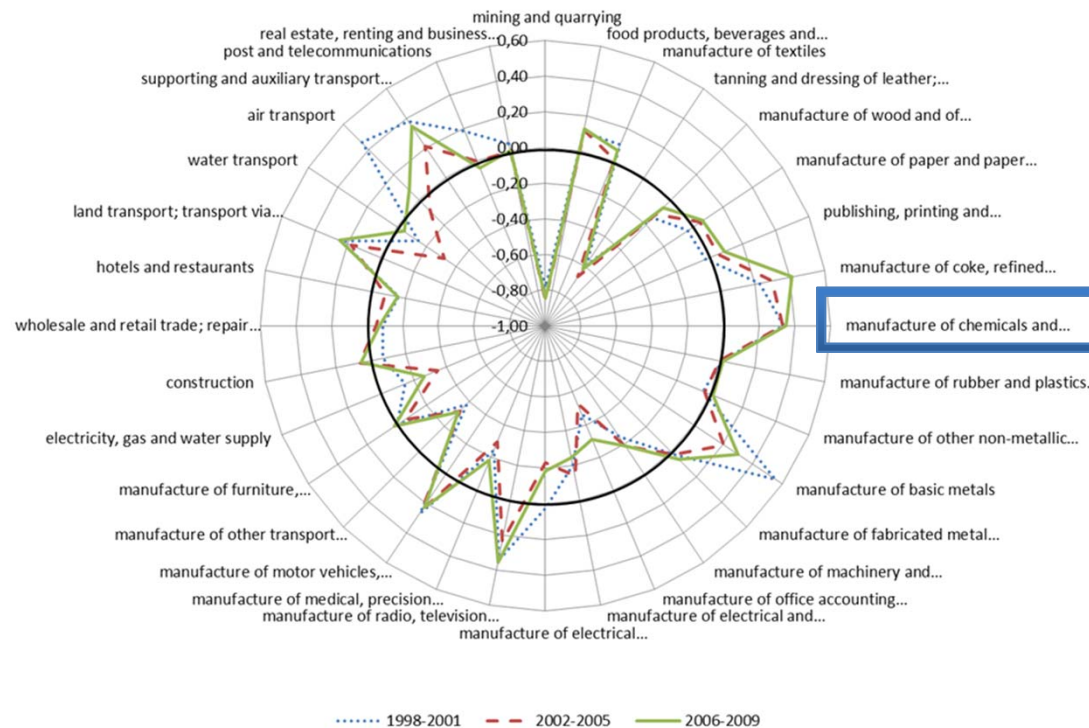 mining and quarrying
real estate, renting and business...
food products, beverages and...
post and telecommunications
manufacture of textiles
supporting and auxiliary transport...
tanning and dressing of leather;...
air transport
manufacture of wood and of...
water transport
manufacture of paper and paper...
land transport; transport via...
publishing, printing and...
hotels and restaurants
manufacture of coke, refined...
wholesale and retail trade; repair...
manufacture of chemicals and...
construction
manufacture of rubber and plastics.
electricity, gas and water supply
manufacture of other non-metallic...
manufacture of furniture,...
manufacture of basic metals
manufacture of other transport...
manufacture of fabricated metal...
manufacture of motor vehicles,...
manufacture of machinery and...
manufacture of medical, precision...
manufacture of office accounting...
manufacture of radio, television...
manufacture of electrical and...
manufacture of electrical...
0,60
0,40
0,20
0,00
-0,20
-0,40
-0,60
-0,80
-1,00
1998-2001
2002-2005
2006-2009